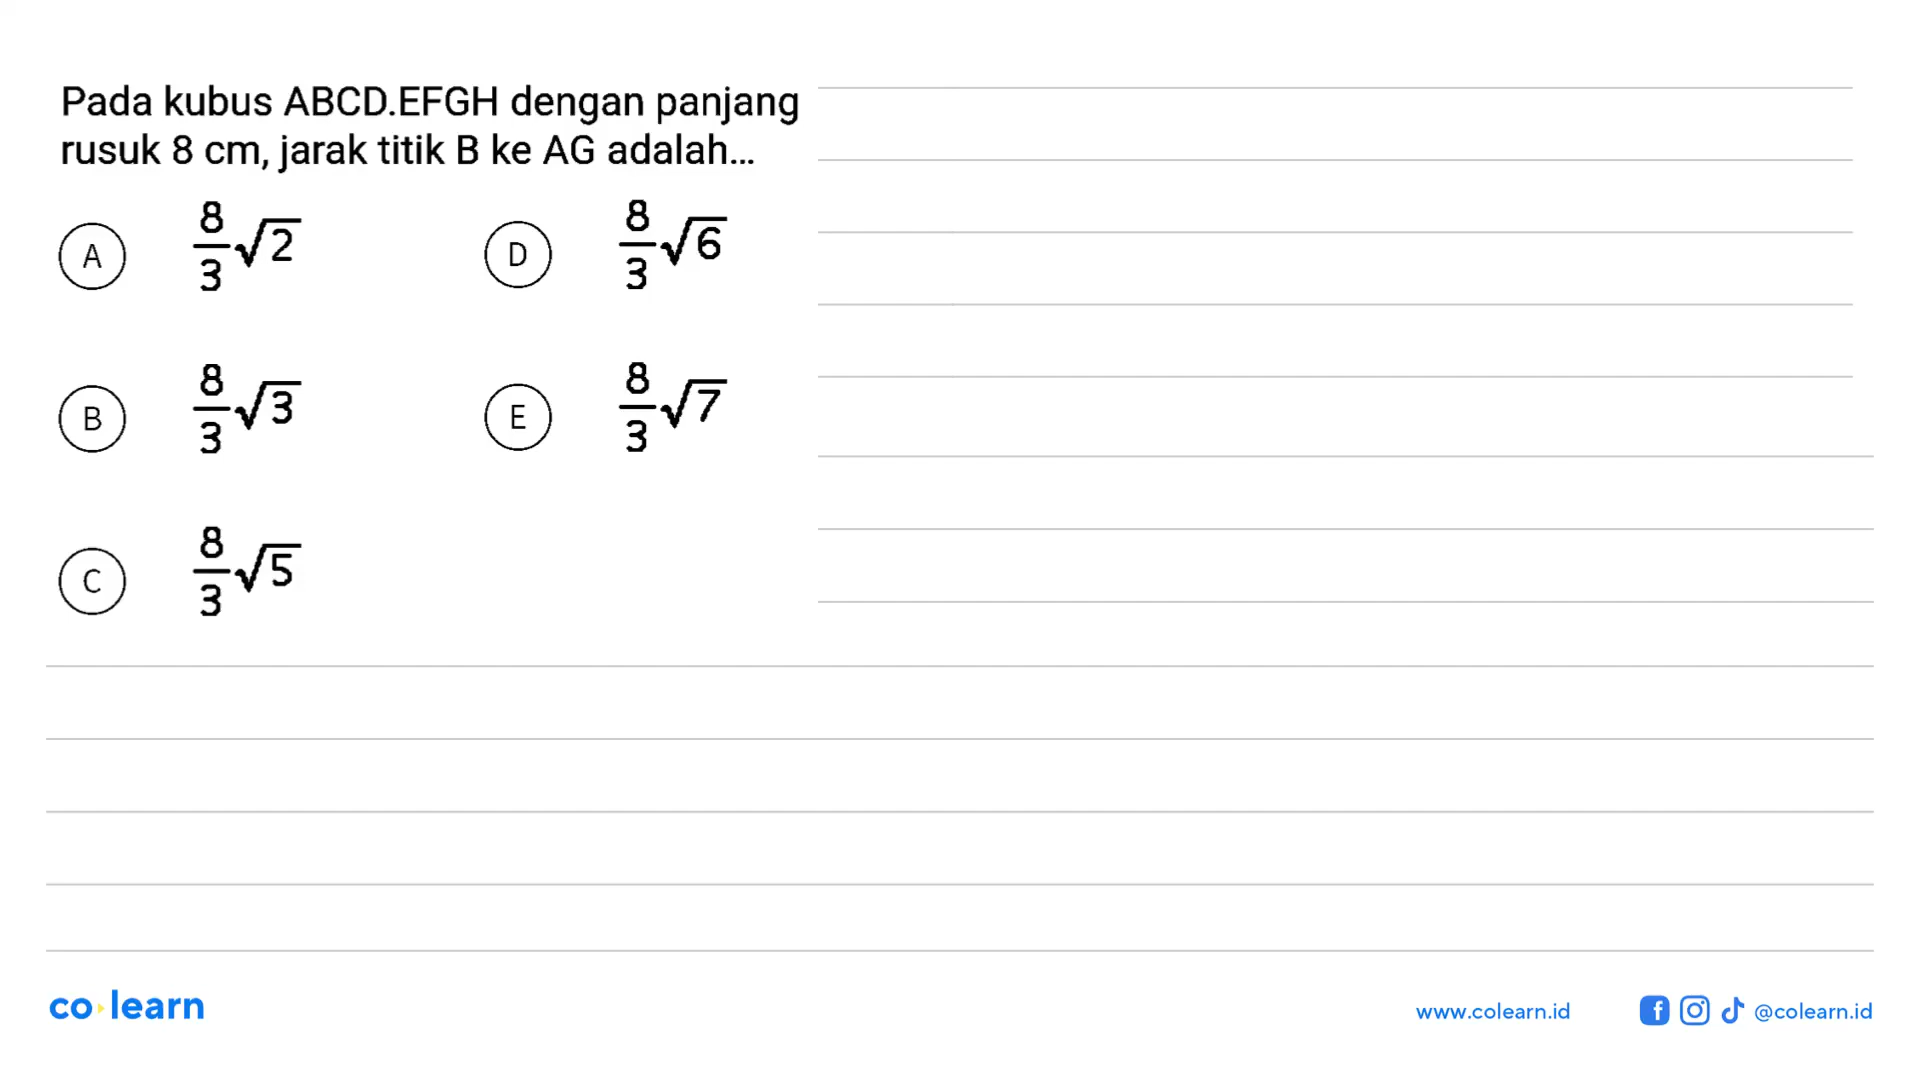 Pada kubus ABCD.EFGH dengan panjang
rusuk 8 cm, jarak titik B ke AG adalah...
A 8/3√2
B 8/3√3
C 8/3√5
D 8/3√6
E 8/3√7
co learn
www.colearn.id
@colearn.id